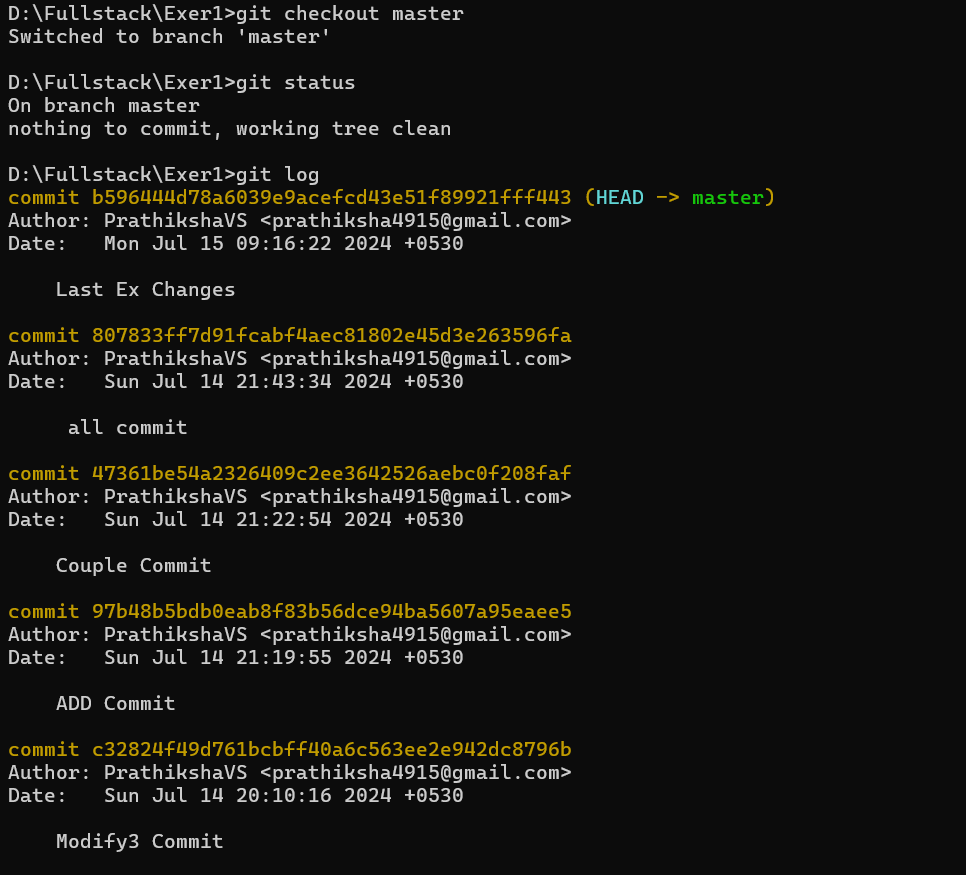 D:\Fullstack\Exer1>git checkout master
Switched to branch 'master'
D:\Fullstack\Exer1>git status
On branch master
nothing to commit, working tree clean
D:\Fullstack\Exer1>git log
commit b596444d78a6039e9acefcd43e51f89921fff443 (HEAD -> master)
Author: PrathikshaVS <prathiksha4915@gmail.com>
Date:   Mon Jul 15 09:16:22 2024 +0530
Last Ex Changes
commit 807833ff7d91fcabf4aec81802e45d3e263596fa
Author: PrathikshaVS <prathiksha4915@gmail.com>
Date:   Sun Jul 14 21:43:34 2024 +0530
all commit
commit 47361be54a2326409c2ee3642526aebc0f208faf
Author: PrathikshaVS <prathiksha4915@gmail.com>
Date:   Sun Jul 14 21:22:54 2024 +0530
Couple Commit
commit 97b48b5bdb0eab8f83b56dce94ba5607a95eaee5
Author: PrathikshaVS <prathiksha4915@gmail.com>
Date:   Sun Jul 14 21:19:55 2024 +0530
ADD Commit
commit c32824f49d761bcbff40a6c563ee2e942dc8796b
Author: PrathikshaVS <prathiksha4915@gmail.com>
Date:   Sun Jul 14 20:10:16 2024 +0530
Modify3 Commit